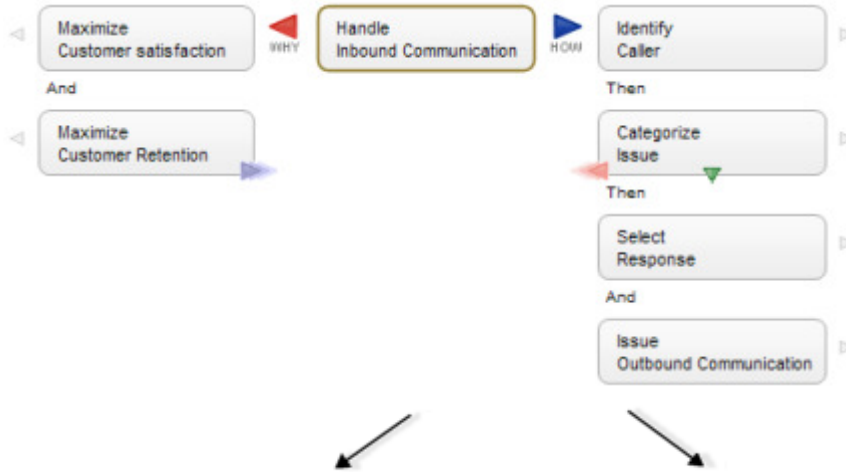 Maximize
Customer satisfaction
WHY
Handle
Inbound Communication
HOW
Identify
Caller
And
Then
Maximize
Customer Retention
Categorize
Issue
Then
Select
Response
And
Issue
Outbound Communication